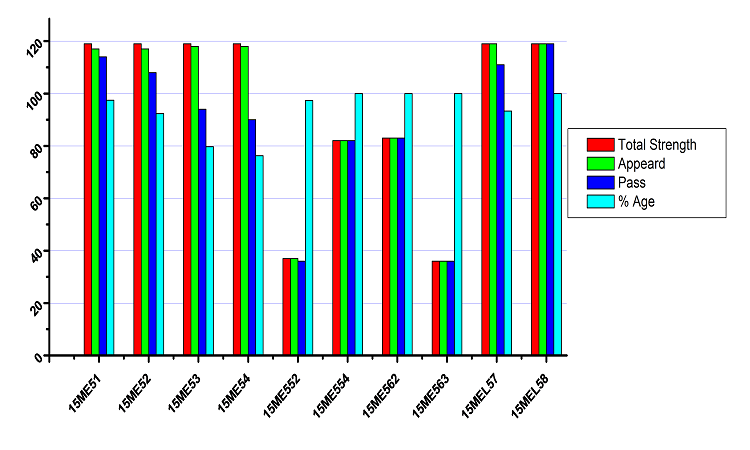 120
100
80
60
40
20
0
15ME51
15ME52
15ME53
15ME54
15ME552
15ME554
15ME562
15ME563
15MEL57
15MEL58
Total Strength
Appeard
Pass
% Age